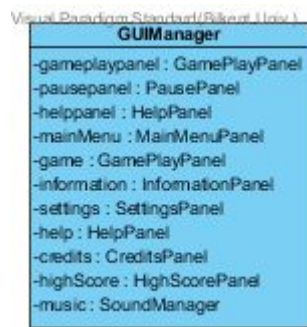 Visual Paradigm Standard(Bilkent Univ.)
GUIManager
-gameplaypanel : GamePlayPanel
-pausepanel : PausePanel
-helppanel : HelpPanel
-mainMenu : MainMenuPanel
-game : GamePlayPanel
-information : InformationPanel
-settings : SettingsPanel
-help : HelpPanel
-credits : CreditsPanel
-highScore : HighScorePanel
-music : SoundManager